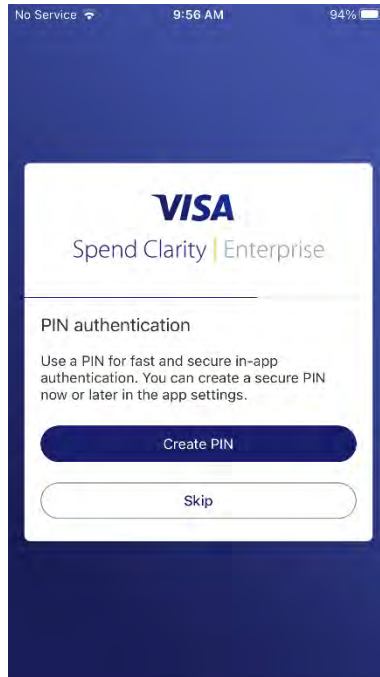 No Service 9:56 AM 94%
VISA
Spend Clarity | Enterprise
PIN authentication
Use a PIN for fast and secure in-app
authentication. You can create a secure PIN
now or later in the app settings.
Create PIN
Skip